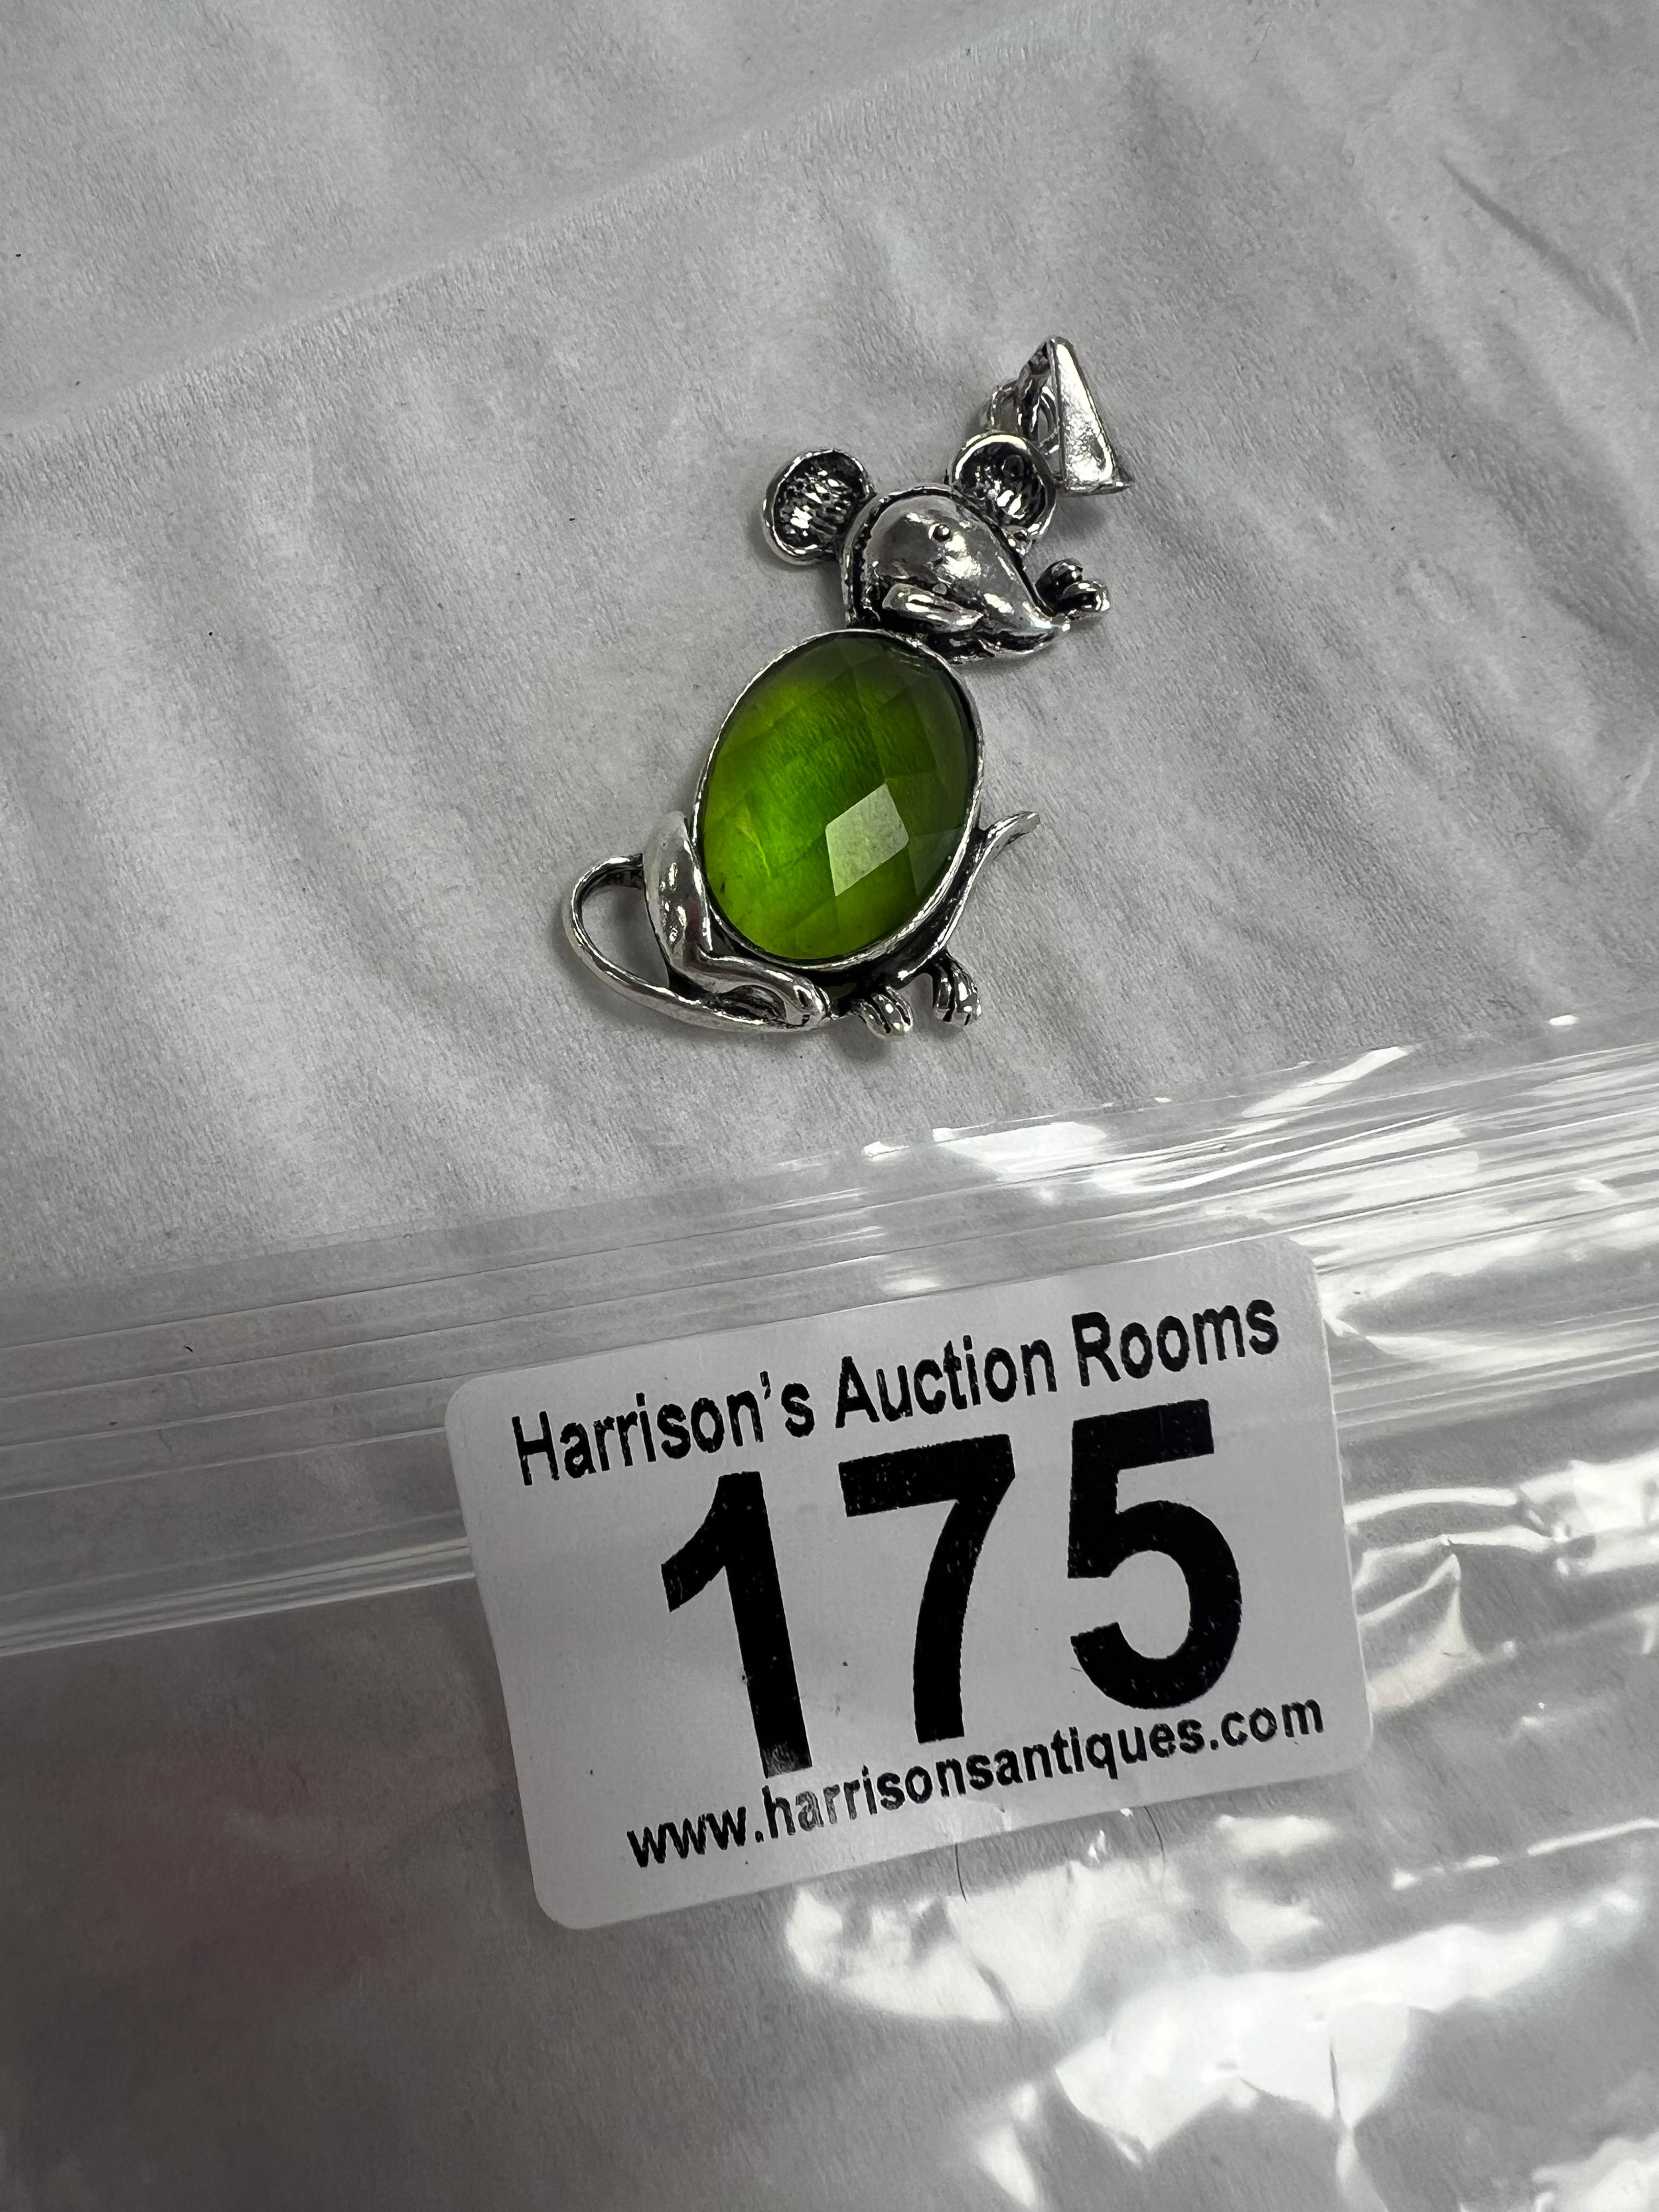 Harrison's Auction Rooms
175
www.harrisonsantiques.com